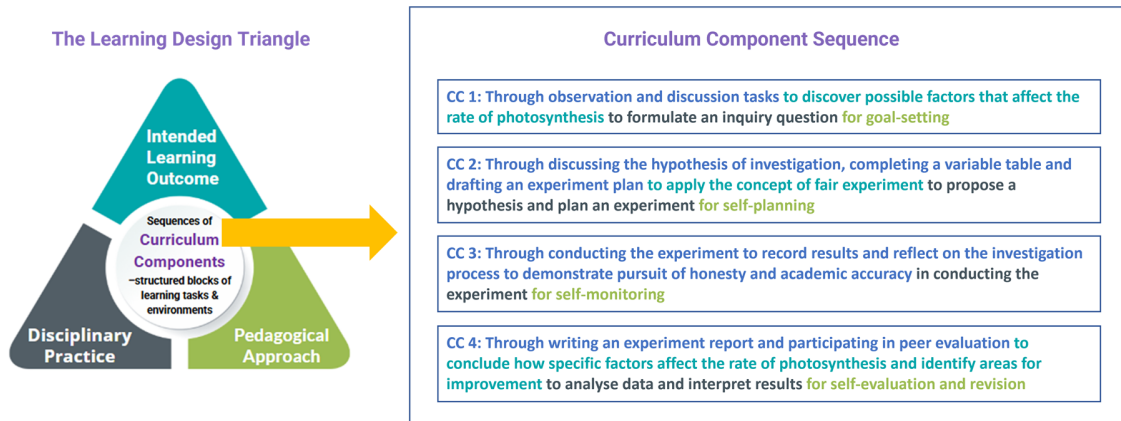 The Learning Design Triangle
Intended
Learning
Outcome
Sequences of
Curriculum
Components
–structured blocks of
learning tasks &
environments
Disciplinary
Practice
Pedagogical
Approach
Curriculum Component Sequence
CC 1: Through observation and discussion tasks to discover possible factors that affect the
rate of photosynthesis to formulate an inquiry question for goal-setting
CC 2: Through discussing the hypothesis of investigation, completing a variable table and
drafting an experiment plan to apply the concept of fair experiment to propose a
hypothesis and plan an experiment for self-planning
CC 3: Through conducting the experiment to record results and reflect on the investigation
process to demonstrate pursuit of honesty and academic accuracy in conducting the
experiment for self-monitoring
CC 4: Through writing an experiment report and participating in peer evaluation to
conclude how specific factors affect the rate of photosynthesis and identify areas for
improvement to analyse data and interpret results for self-evaluation and revision